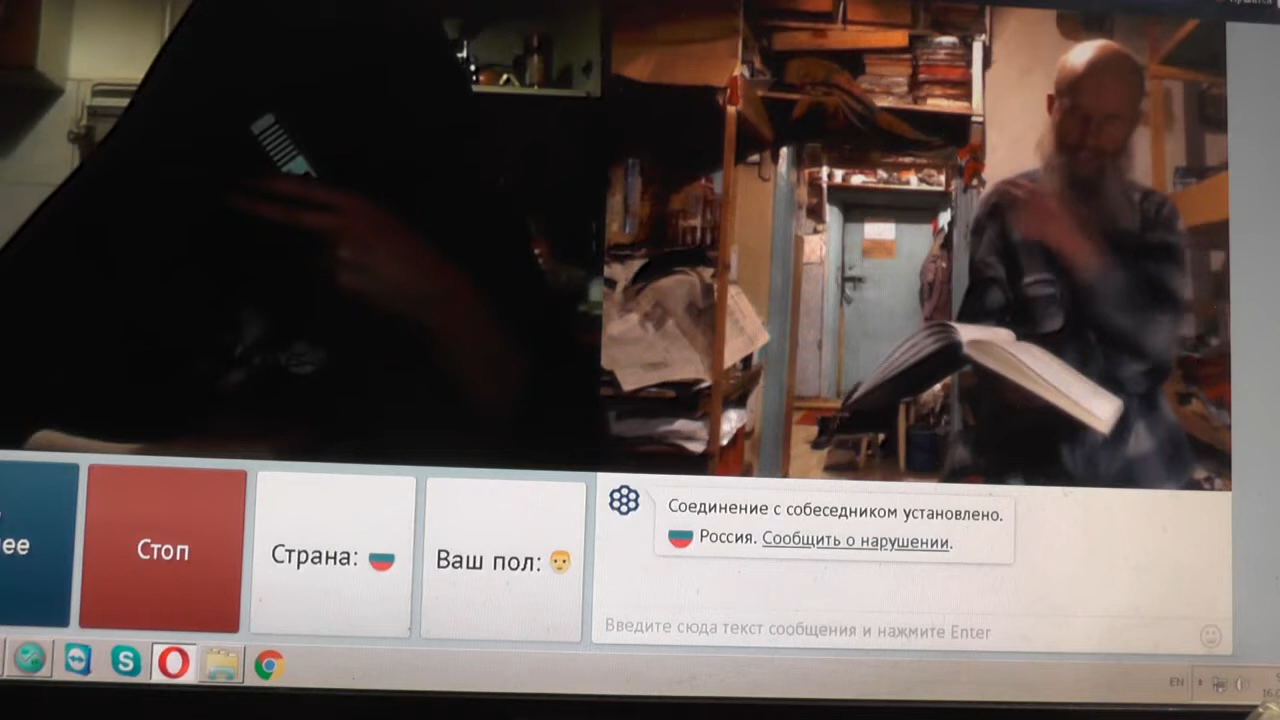 ее
Стоп
Страна:
Ваш пол:
Соединение с собеседником установлено.
Россия. Сообщить о нарушении.
Введите сюда текст сообщения и нажмите Enter
EN